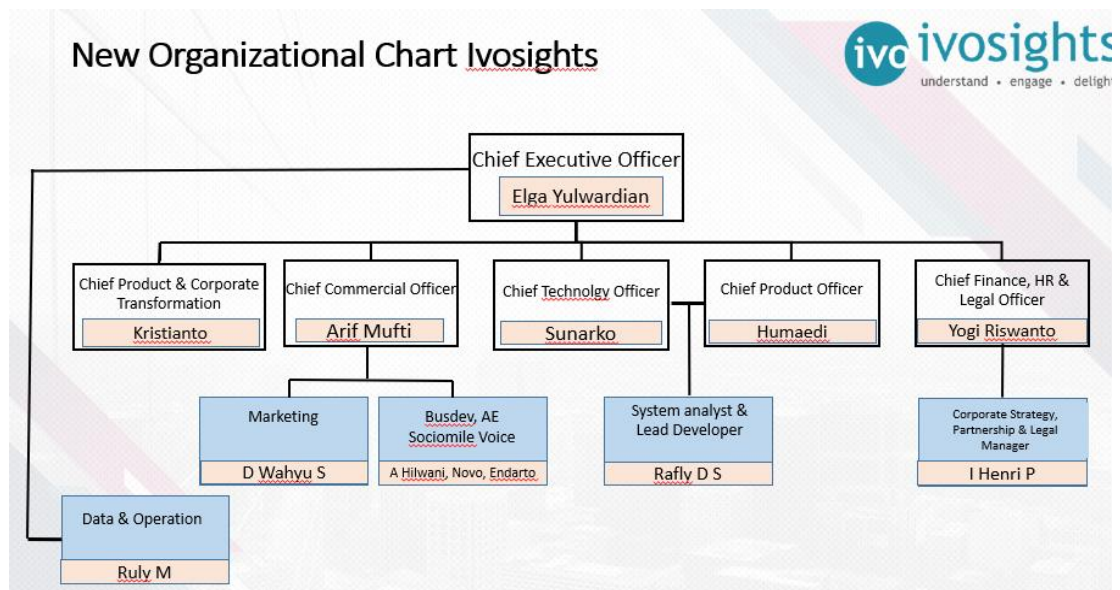 New Organizational Chart Ivosights
ivo ivosights
understand • engage • delight
Chief Executive Officer
Elga Yulwardian
Chief Product & Corporate
Transformation
Kristianto
Chief Commercial Officer
Arif Mufti
Chief Technolgy Officer
Sunarko
Chief Product Officer
Humaedi
Chief Finance, HR &
Legal Officer
Yogi Riswanto
Marketing
D Wahyu S
Busdev, AE
Sociomile Voice
A Hilwani, Novo, Endarto
System analyst &
Lead Developer
Rafly D S
Corporate Strategy,
Partnership & Legal
Manager
I Henri P
Data & Operation
Ruly M